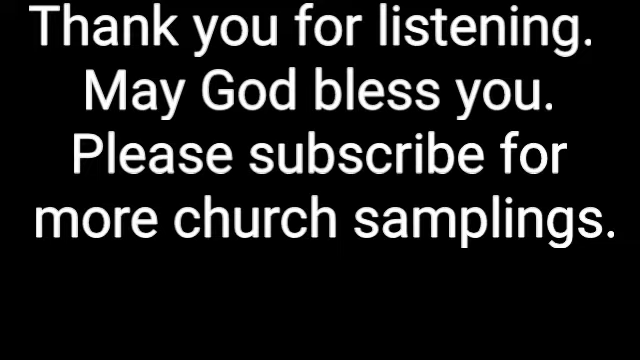 Thank you for listening.
May God bless you.
Please subscribe for
more church samplings.